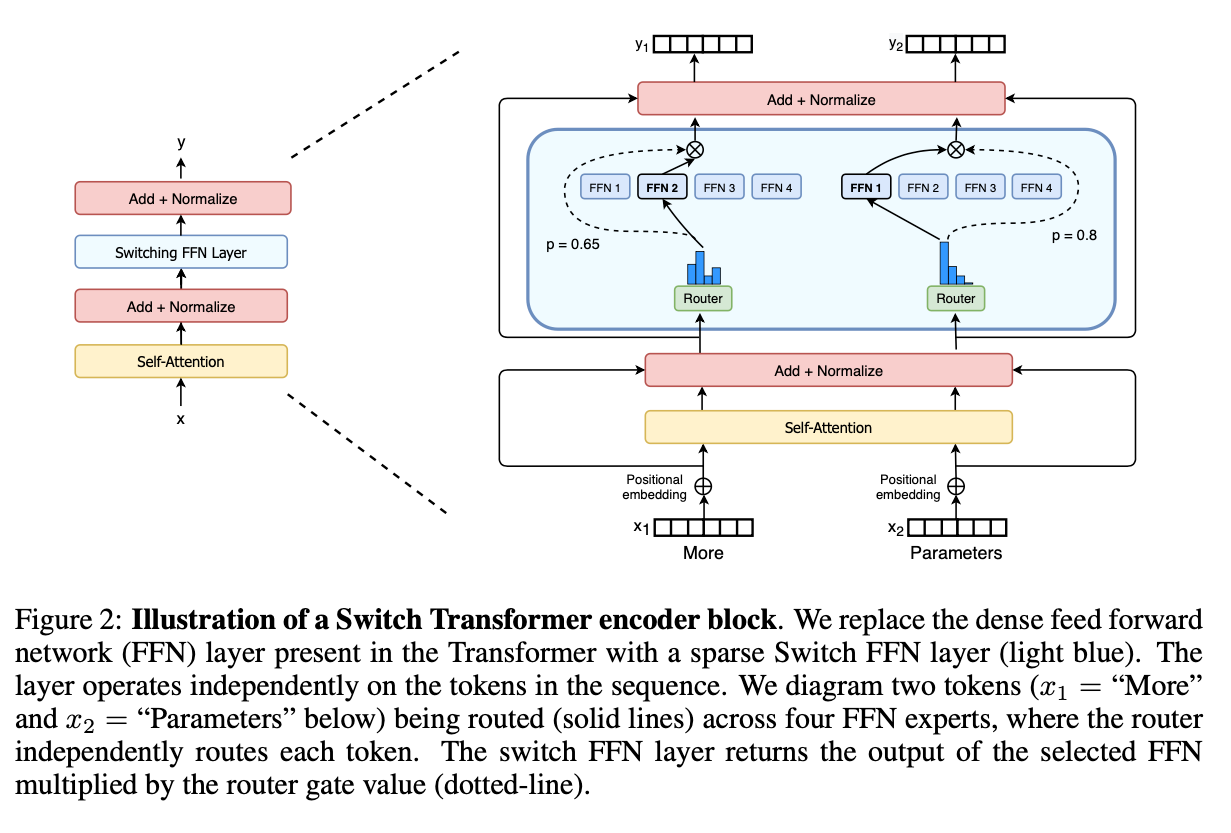 y
Add + Normalize
Switching FFN Layer
Add + Normalize
Self-Attention
x
y1
y2
Add + Normalize
FFN 1 FFN 2 FFN 3 FFN 4
FFN 1 FFN 2 FFN 3 FFN 4
p = 0.65
p = 0.8
Router
Router
Add + Normalize
Self-Attention
Positional
embedding
Positional
embedding
x1
x2
More
Parameters
Figure 2: Illustration of a Switch Transformer encoder block. We replace the dense feed forward
network (FFN) layer present in the Transformer with a sparse Switch FFN layer (light blue). The
layer operates independently on the tokens in the sequence. We diagram two tokens (x1 = “More”
and x2 = “Parameters” below) being routed (solid lines) across four FFN experts, where the router
independently routes each token. The switch FFN layer returns the output of the selected FFN
multiplied by the router gate value (dotted-line).